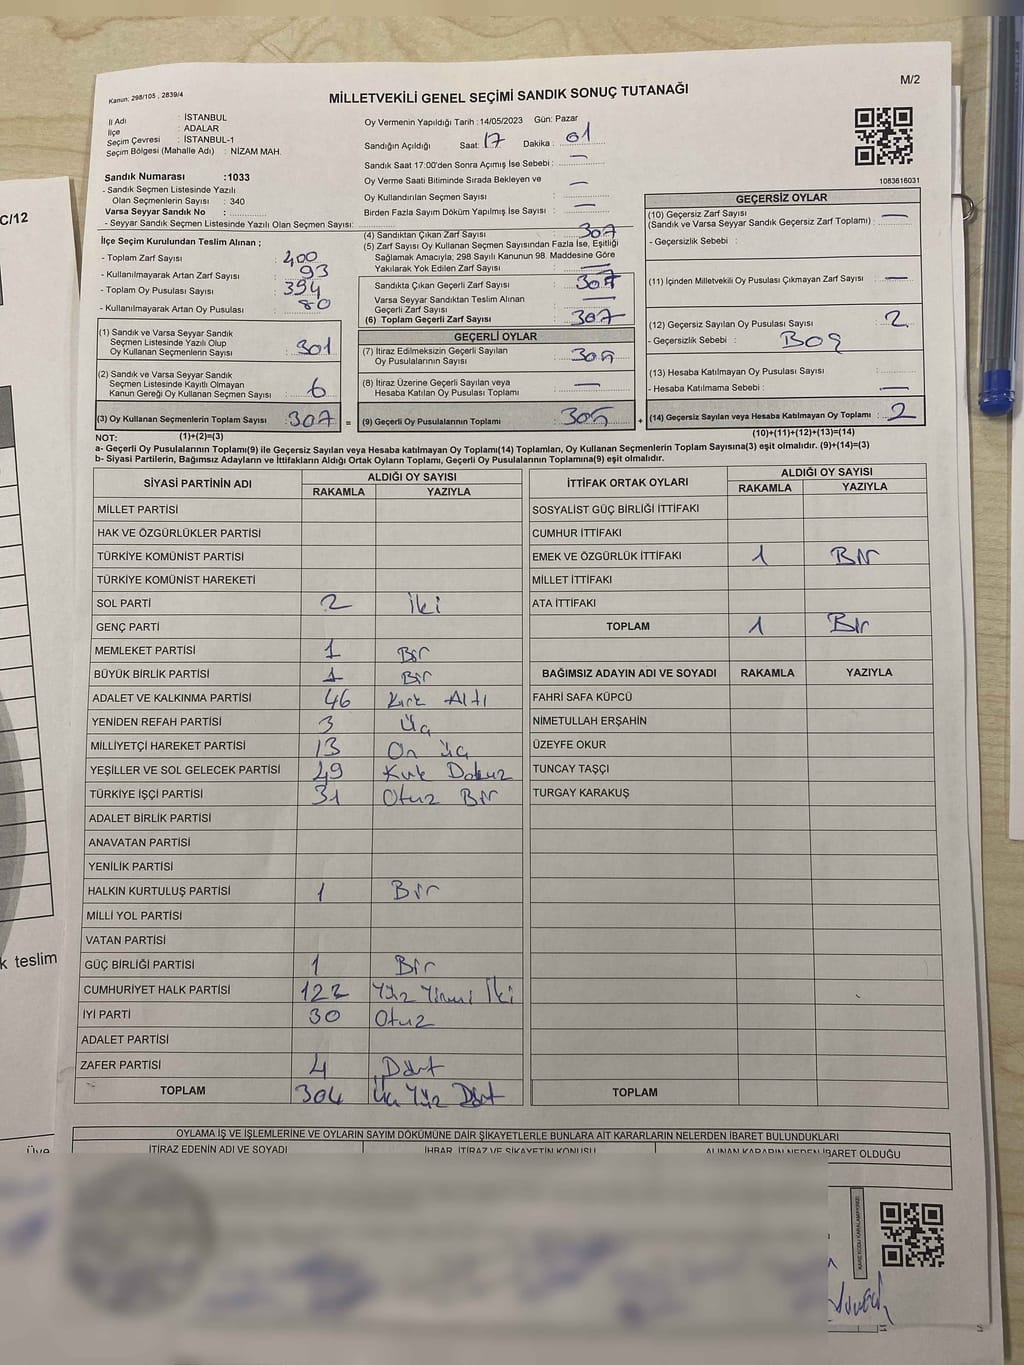 M/2
Kanun: 298/105 , 2839/4
MİLLETVEKİLİ GENEL SEÇİMİ SANDIK SONUÇ TUTANAĞI
İl Adı : İSTANBUL
İlçe : ADALAR
Seçim Çevresi : İSTANBUL-1
Seçim Bölgesi (Mahalle Adı) : NİZAM MAH.
Oy Vermenin Yapıldığı Tarih : 14/05/2023 Gün: Pazar
Sandığın Açıldığı Saat: 17 Dakika : 01
Sandık Saat 17:00'den Sonra Açımış İse Sebebi : —
Oy Verme Saati Bitiminde Sırada Bekleyen ve
Oy Kullandırılan Seçmen Sayısı : —
Birden Fazla Sayım Döküm Yapılmış İse Sayısı : —
Sandık Numarası :1033
- Sandık Seçmen Listesinde Yazılı
Olan Seçmenlerin Sayısı : 340
Varsa Seyyar Sandık No :
- Seyyar Sandık Seçmen Listesinde Yazılı Olan Seçmen Sayısı:
1083616031
İlçe Seçim Kurulundan Teslim Alınan ;
- Toplam Zarf Sayısı : 400
- Kullanılmayarak Artan Zarf Sayısı : 93
- Toplam Oy Pusulası Sayısı : 394
- Kullanılmayarak Artan Oy Pusulası : 80
(1) Sandık ve Varsa Seyyar Sandık
Seçmen Listesinde Yazılı Olup
Oy Kullanan Seçmenlerin Sayısı : 301
(2) Sandık ve Varsa Seyyar Sandık
Seçmen Listesinde Kayıtlı Olmayan
Kanun Gereği Oy Kullanan Seçmen Sayısı : 6
(3) Oy Kullanan Seçmenlerin Toplam Sayısı : 307
(1)+(2)=(3)
(4) Sandıktan Çıkan Zarf Sayısı : 307
(5) Zarf Sayısı Oy Kullanan Seçmen Sayısından Fazla İse, Eşitliği
Sağlamak Amacıyla, 298 Sayılı Kanunun 98. Maddesine Göre
Yakılarak Yok Edilen Zarf Sayısı : —
Sandıkta Çıkan Geçerli Zarf Sayısı : 307
Varsa Seyyar Sandıktan Teslim Alınan
Geçerli Zarf Sayısı : —
(6) Toplam Geçerli Zarf Sayısı : 307
GEÇERLİ OYLAR
(7) İtiraz Edilmeksizin Geçerli Sayılan
Oy Pusulalarının Sayısı : 305
(8) İtiraz Üzerine Geçerli Sayılan veya
Hesaba Katılan Oy Pusulası Toplamı : —
= (9) Geçerli Oy Pusulalarının Toplamı : 305 +
GEÇERSİZ OYLAR
(10) Geçersiz Zarf Sayısı
(Sandık ve Varsa Seyyar Sandık Geçersiz Zarf Toplamı) : —
- Geçersizlik Sebebi :
(11) İçinden Milletvekili Oy Pusulası Çıkmayan Zarf Sayısı : —
(12) Geçersiz Sayılan Oy Pusulası Sayısı : 2
- Geçersizlik Sebebi : Boş
(13) Hesaba Katılmayan Oy Pusulası Sayısı :
- Hesaba Katılmama Sebebi : —
(14) Geçersiz Sayılan veya Hesaba Katılmayan Oy Toplamı : 2
(10)+(11)+(12)+(13)=(14)
NOT:
a- Geçerli Oy Pusulalarının Toplamı(9) ile Geçersiz Sayılan veya Hesaba katılmayan Oy Toplamı(14) Toplamları, Oy Kullanan Seçmenlerin Toplam Sayısına(3) eşit olmalıdır. (9)+(14)=(3)
b- Siyasi Partilerin, Bağımsız Adayların ve İttifakların Aldığı Ortak Oyların Toplamı, Geçerli Oy Pusulalarının Toplamına(9) eşit olmalıdır.
SİYASİ PARTİNİN ADI ALDIĞI OY SAYISI
RAKAMLA YAZIYLA
MİLLET PARTİSİ
HAK VE ÖZGÜRLÜKLER PARTİSİ
TÜRKİYE KOMÜNİST PARTİSİ
TÜRKİYE KOMÜNİST HAREKETİ
SOL PARTİ 2 İki
GENÇ PARTİ
MEMLEKET PARTİSİ 1 Bir
BÜYÜK BİRLİK PARTİSİ 1 Bir
ADALET VE KALKINMA PARTİSİ 46 Kırk Altı
YENİDEN REFAH PARTİSİ 3 Üç
MİLLİYETÇİ HAREKET PARTİSİ 13 On üç
YEŞİLLER VE SOL GELECEK PARTİSİ 49 Kırk Dokuz
TÜRKİYE İŞÇİ PARTİSİ 31 Otuz Bir
ADALET BİRLİK PARTİSİ
ANAVATAN PARTİSİ
YENİLİK PARTİSİ
HALKIN KURTULUŞ PARTİSİ 1 Bir
MİLLİ YOL PARTİSİ
VATAN PARTİSİ
GÜÇ BİRLİĞİ PARTİSİ 1 Bir
CUMHURİYET HALK PARTİSİ 122 Yüz Yirmi İki
İYİ PARTİ 30 Otuz
ADALET PARTİSİ
ZAFER PARTİSİ 4 Dört
TOPLAM 304 Üç Yüz Dört
İTTİFAK ORTAK OYLARI ALDIĞI OY SAYISI
RAKAMLA YAZIYLA
SOSYALİST GÜÇ BİRLİĞİ İTTİFAKI
CUMHUR İTTİFAKI
EMEK VE ÖZGÜRLÜK İTTİFAKI 1 Bir
MİLLET İTTİFAKI
ATA İTTİFAKI
TOPLAM 1 Bir
BAĞIMSIZ ADAYIN ADI VE SOYADI RAKAMLA YAZIYLA
FAHRİ SAFA KÜPCÜ
NİMETULLAH ERŞAHİN
ÜZEYFE OKUR
TUNCAY TAŞÇI
TURGAY KARAKUŞ
TOPLAM
OYLAMA İŞ VE İŞLEMLERİNE VE OYLARIN SAYIM DÖKÜMÜNE DAİR ŞİKAYETLERLE BUNLARA AİT KARARLARIN NELERDEN İBARET BULUNDUKLARI
İTİRAZ EDENİN ADI VE SOYADI İHBAR, İTİRAZ VE ŞİKAYETİN KONUSU ALINAN KARARIN NEDEN İBARET OLDUĞU
C/12
k teslim
Üye